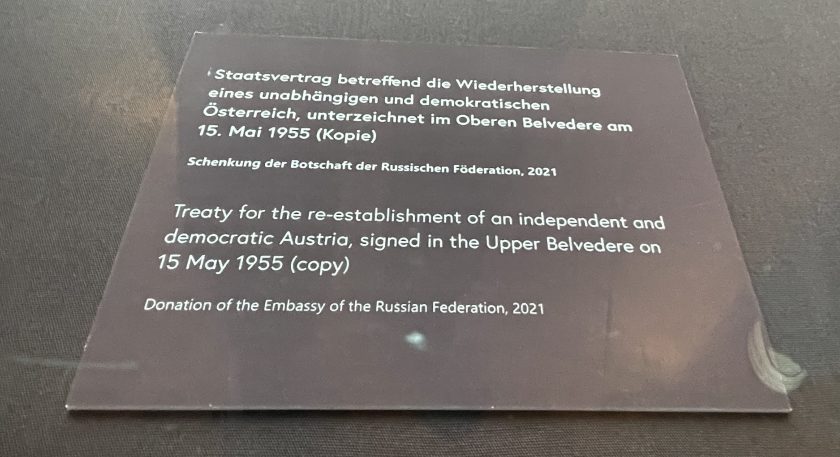 Staatsvertrag betreffend die Wiederherstellung
eines unabhängigen und demokratischen
Österreich, unterzeichnet im Oberen Belvedere am
15. Mai 1955 (Kopie)
Schenkung der Botschaft der Russischen Föderation, 2021
Treaty for the re-establishment of an independent and
democratic Austria, signed in the Upper Belvedere on
15 May 1955 (copy)
Donation of the Embassy of the Russian Federation, 2021